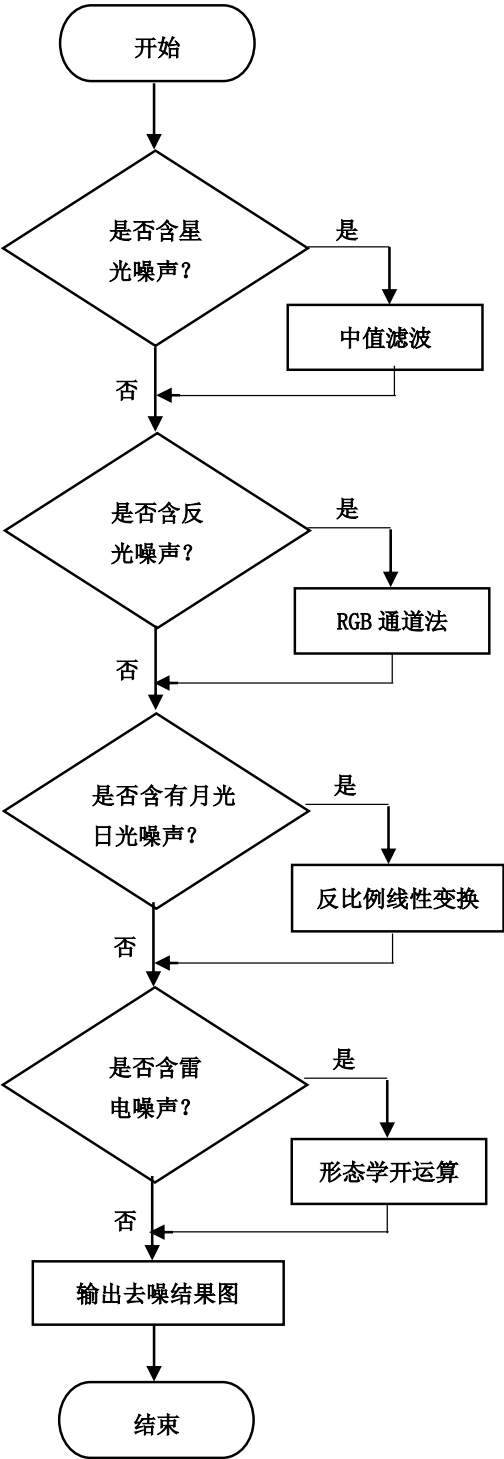 开始
是否含星
光噪声？
是
中值滤波
否
是否含反
光噪声？
是
RGB通道法
否
是否含有月光
日光噪声？
是
反比例线性变换
否
是否含雷
电噪声？
是
形态学开运算
否
输出去噪结果图
结束